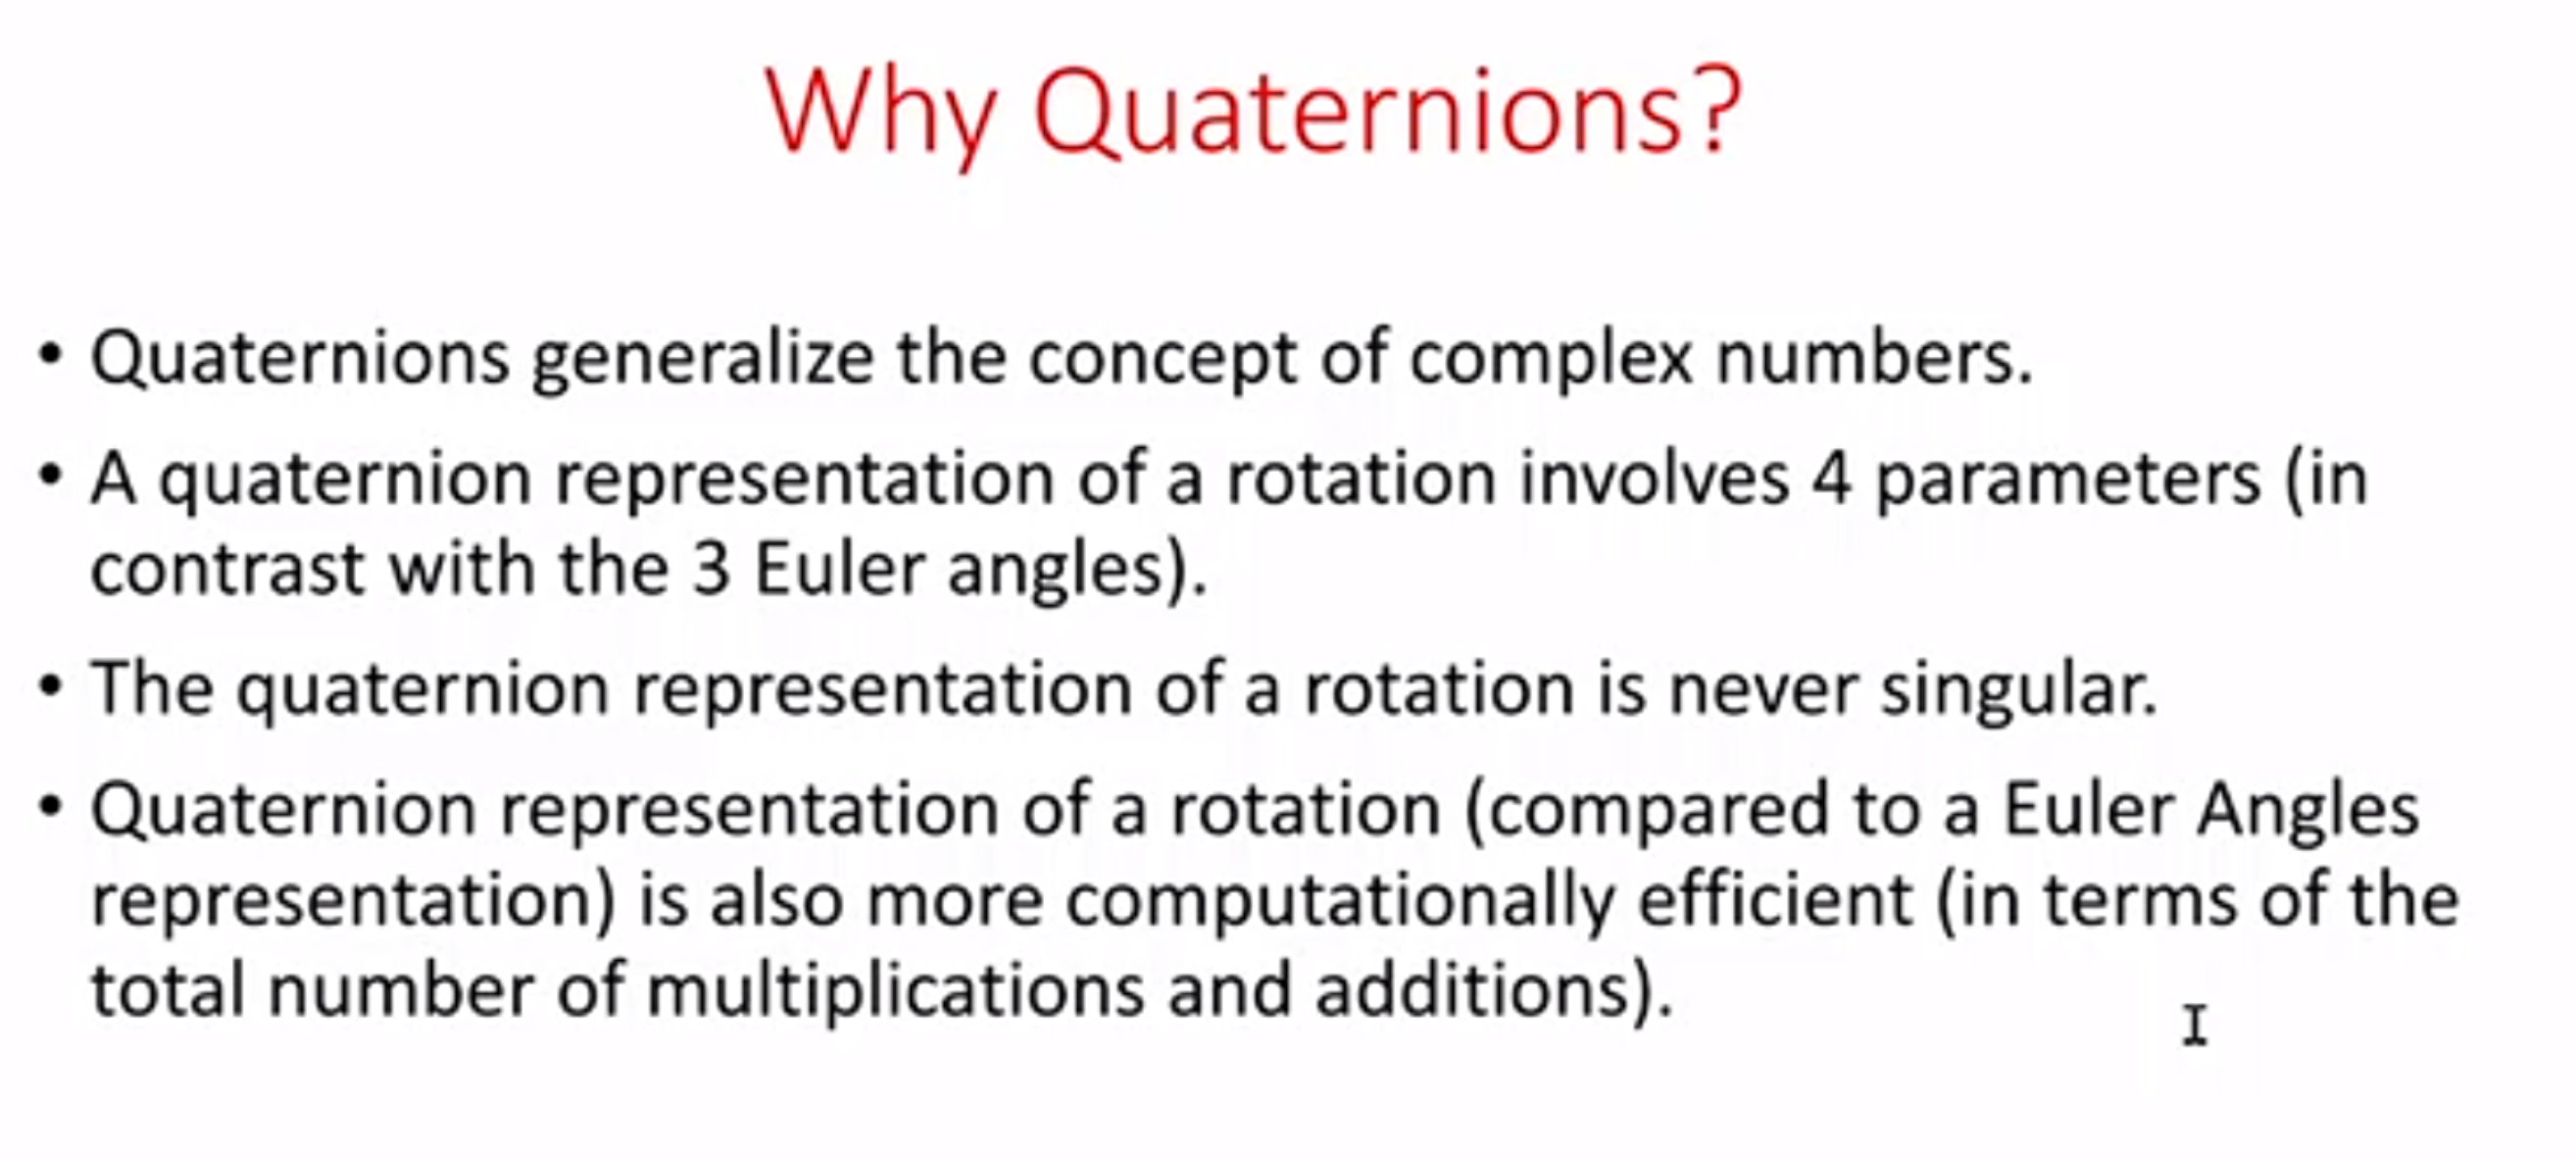 Why Quaternions?
• Quaternions generalize the concept of complex numbers.
• A quaternion representation of a rotation involves 4 parameters (in
contrast with the 3 Euler angles).
• The quaternion representation of a rotation is never singular.
• Quaternion representation of a rotation (compared to a Euler Angles
representation) is also more computationally efficient (in terms of the
total number of multiplications and additions).